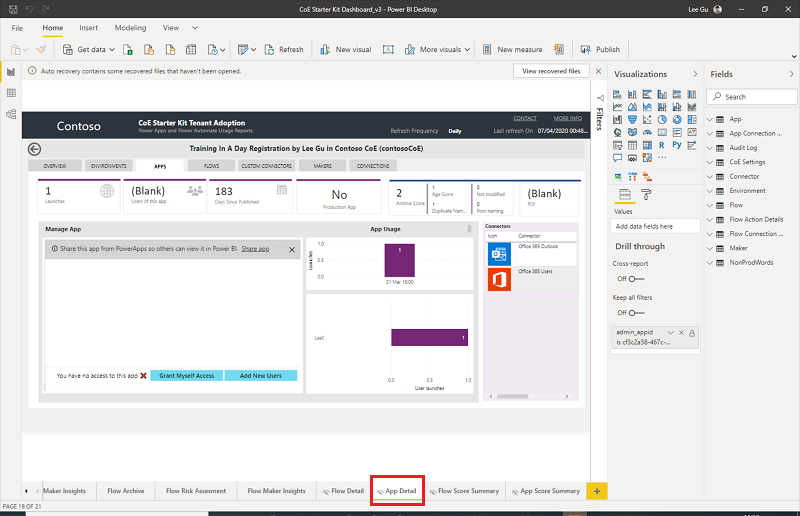 CoE Starter Kit Dashboard_v3 - Power BI Desktop
Lee Gu
File
Home
Insert
Modeling
View
Get data
Refresh
New visual
More visuals
New measure
Publish
Auto recovery contains some recovered files that haven't been opened.
View recovered files
Contoso
CoE Starter Kit Tenant Adoption
Power Apps and Power Automate Usage Reports.
CONTACT
MORE INFO
Refresh Frequency
Daily
Last refresh On
07/04/2020 00:48...
Training In A Day Registration by Lee Gu in Contoso CoE (contosoCoE)
OVERVIEW
ENVIRONMENTS
APPS
FLOWS
CUSTOM CONNECTORS
MAKERS
CONNECTIONS
1
Launches
(Blank)
Users of this app
183
Days Since Published
No
Production App
2
Archive Score
1
Age Score
0
Not modified
1
Duplicate Nam...
0
Poor naming
(Blank)
ROI
Manage App
Share this app from PowerApps so others can view it in Power BI. Share app
You have no access to this app
Grant Myself Access
Add New Users
App Usage
Launches
1.0
0.5
0.0
1
31 Mar 18:00
LeeG
1
0.0
0.5
1.0
User launches
Connectors
Icon
Connector
Office 365 Outlook
Office 365 Users
Filters
Visualizations
Values
Add data fields here
Drill through
Cross-report
Off
Keep all filters
Off
admin_appid
is cf3c2a58-467c-...
Fields
Search
App
App Connection ...
Audit Log
CoE Settings
Connector
Environment
Flow
Flow Action Details
Flow Connection ...
Maker
NonProdWords
Maker Insights
Flow Archive
Flow Risk Assesment
Flow Maker Insights
Flow Detail
App Detail
Flow Score Summary
App Score Summary
PAGE 19 OF 21